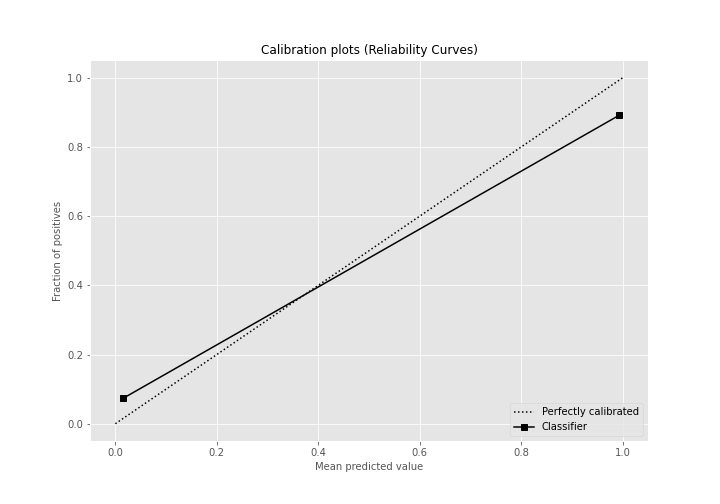 Calibration plots (Reliability Curves)
1.0
0.8
0.6
0.4
0.2
0.0
Fraction of positives
0.0 0.2 0.4 0.6 0.8 1.0
Mean predicted value
Perfectly calibrated
Classifier